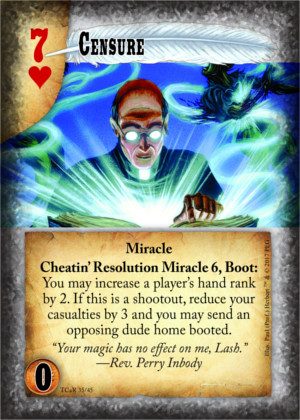 7
CENSURE
Miracle
Cheatin' Resolution Miracle 6, Boot:
You may increase a player's hand rank
by 2. If this is a shootout, reduce your
casualties by 3 and you may send an
opposing dude home booted.
"Your magic has no effect on me, Lash."
—Rev. Perry Inbody
0